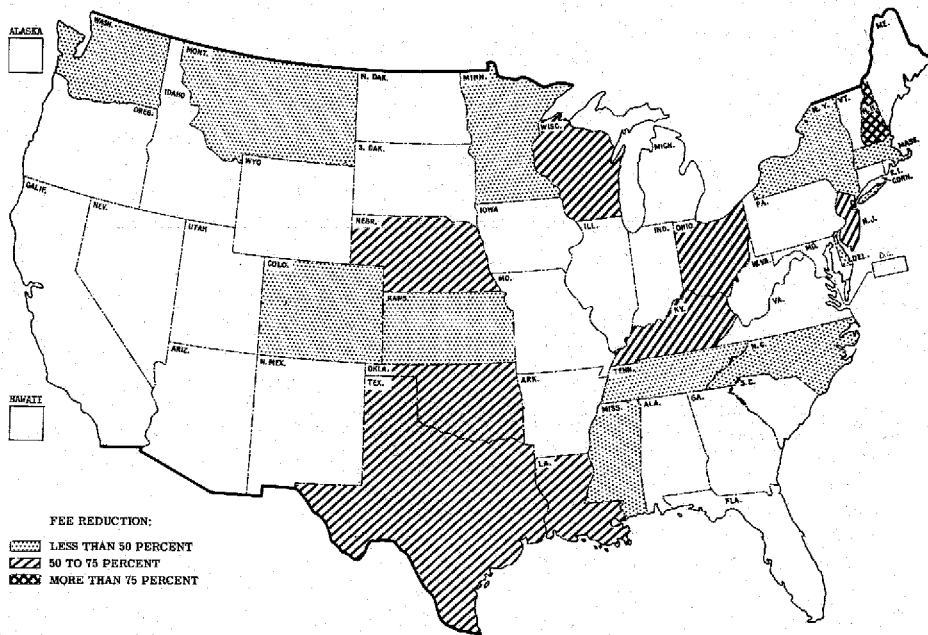 ALASKA
WASH.
MONT.
N. DAK.
MINN.
ME.
IDAHO
OREG.
WIS.
MICH.
N. Y.
VT.
MASS.
R.I.
CONN.
WYO
S. DAK.
CALIF.
NEV.
UTAH
IOWA
NEBR.
ILL.
IND.
OHIO
PA.
N.J.
W.VA.
MD.
DEL.
D.C.
COLO.
KANS.
MO.
KY.
VA.
ARIZ.
N. MEX.
OKLA.
TEX.
ARK.
TENN.
N.C.
S.C.
HAWAII
MISS.
ALA.
GA.
LA.
FLA.
FEE REDUCTION:
LESS THAN 50 PERCENT
50 TO 75 PERCENT
MORE THAN 75 PERCENT